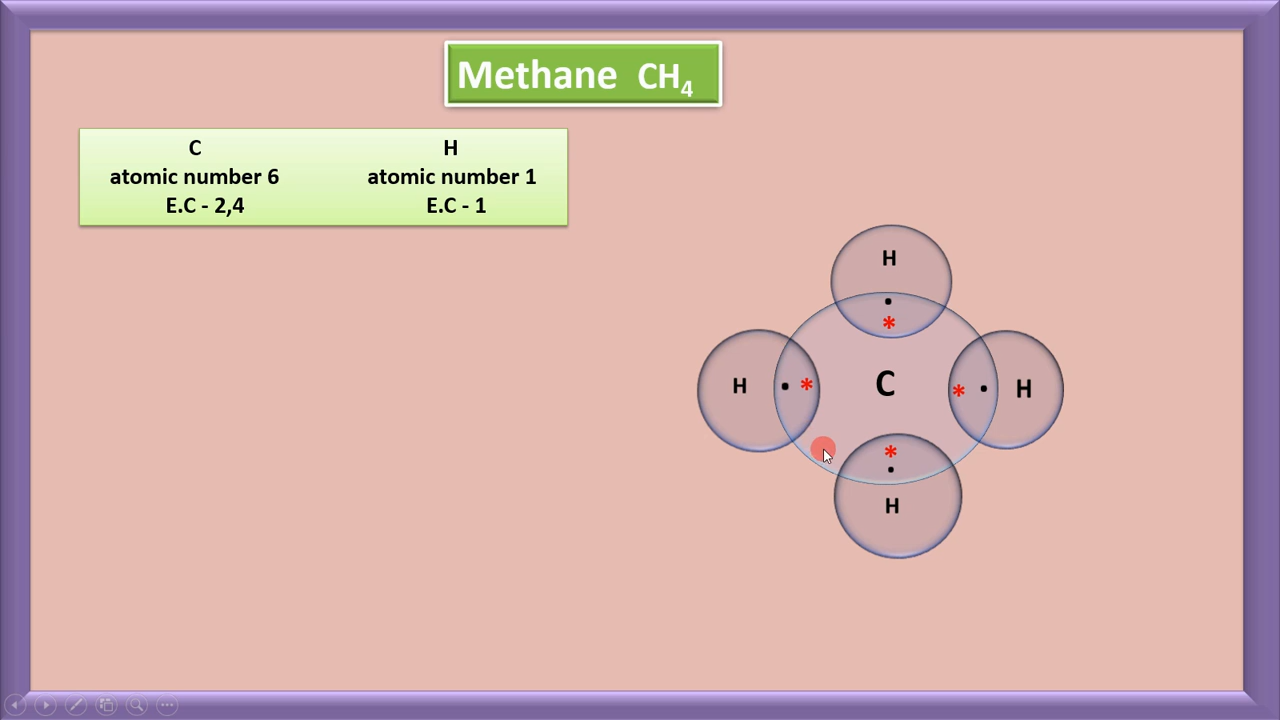 Methane CH₄
C H
atomic number 6 atomic number 1
E.C - 2,4 E.C - 1
H
H C H
H